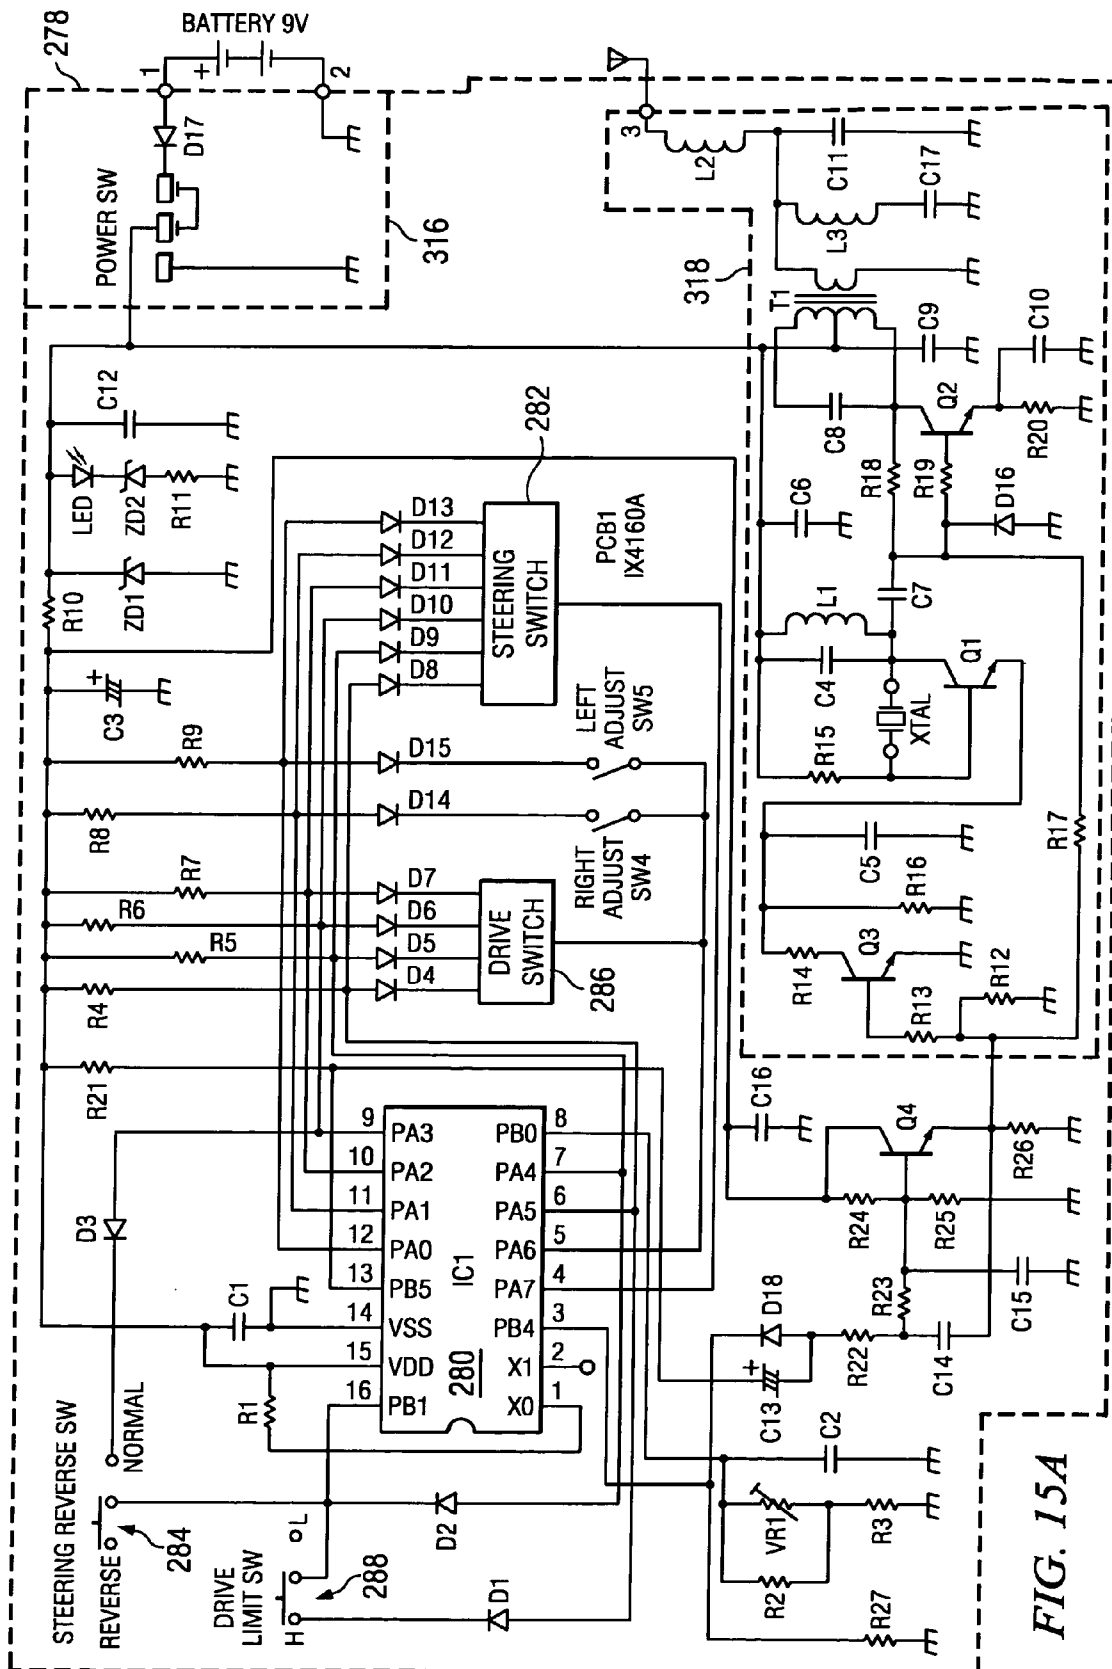 278
BATTERY 9V
+
1
2
D17
POWER SW
316
3
L2
C11
C17
L3
318
T1
C9
C10
C12
LED
ZD2
R11
ZD1
R10
C3
+
R9
R8
R7
R6
R5
R4
R21
D13
D12
D11
D10
D9
D8
STEERING
SWITCH
282
PCB1
IX4160A
D15
D14
LEFT
ADJUST
SW5
RIGHT
ADJUST
SW4
D7
D6
D5
D4
DRIVE
SWITCH
286
C8
Q2
R20
R18
R19
D16
C6
C7
L1
C4
Q1
XTAL
R15
R17
C5
R16
Q3
R14
R13
R12
C16
Q4
R26
R24
R25
R23
C15
D18
R22
C14
C13
+
9
PA3
10
PA2
11
PA1
12
PA0
13
PB5
14
VSS
15
VDD
16
PB1
IC1
280
8
PB0
7
PA4
6
PA5
5
PA6
4
PA7
3
PB4
2
X1
1
X0
D3
C1
R1
STEERING REVERSE SW
NORMAL
REVERSE
284
DRIVE
LIMIT SW
H
L
288
D2
D1
C2
VR1
R3
R2
R27
FIG. 15A